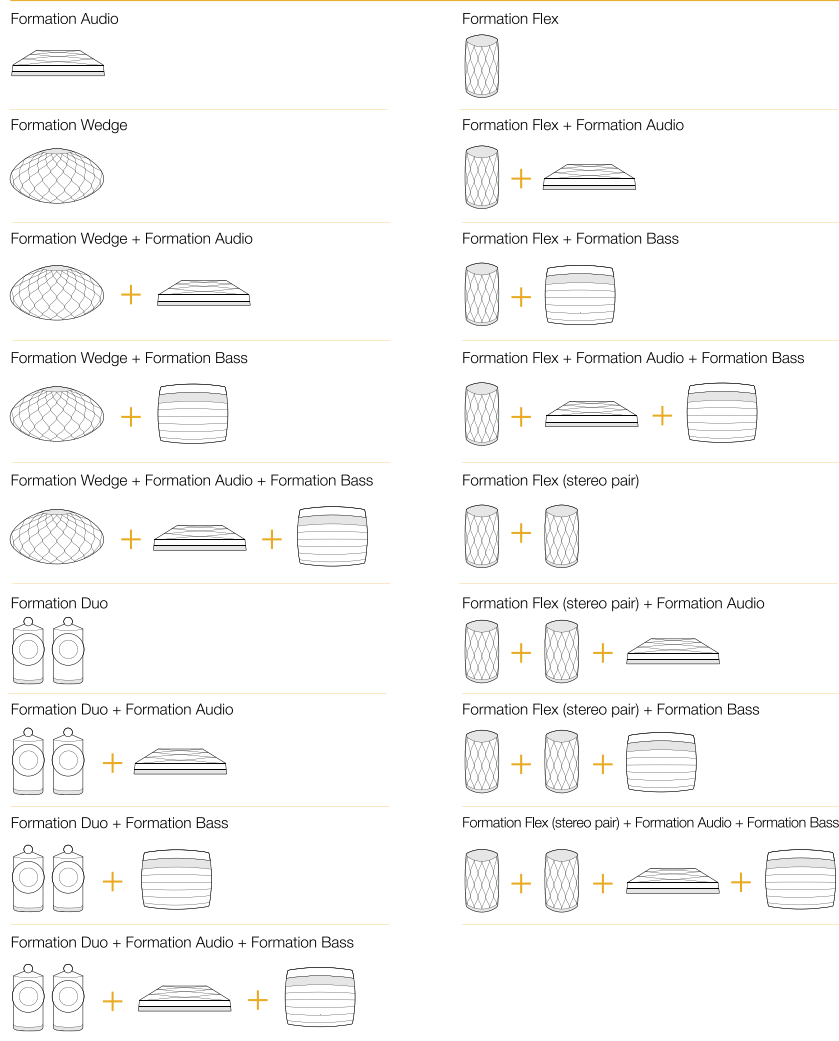 Formation Audio
Formation Wedge
Formation Wedge + Formation Audio
Formation Wedge + Formation Bass
Formation Wedge + Formation Audio + Formation Bass
Formation Duo
Formation Duo + Formation Audio
Formation Duo + Formation Bass
Formation Duo + Formation Audio + Formation Bass
Formation Flex
Formation Flex + Formation Audio
Formation Flex + Formation Bass
Formation Flex + Formation Audio + Formation Bass
Formation Flex (stereo pair)
Formation Flex (stereo pair) + Formation Audio
Formation Flex (stereo pair) + Formation Bass
Formation Flex (stereo pair) + Formation Audio + Formation Bass